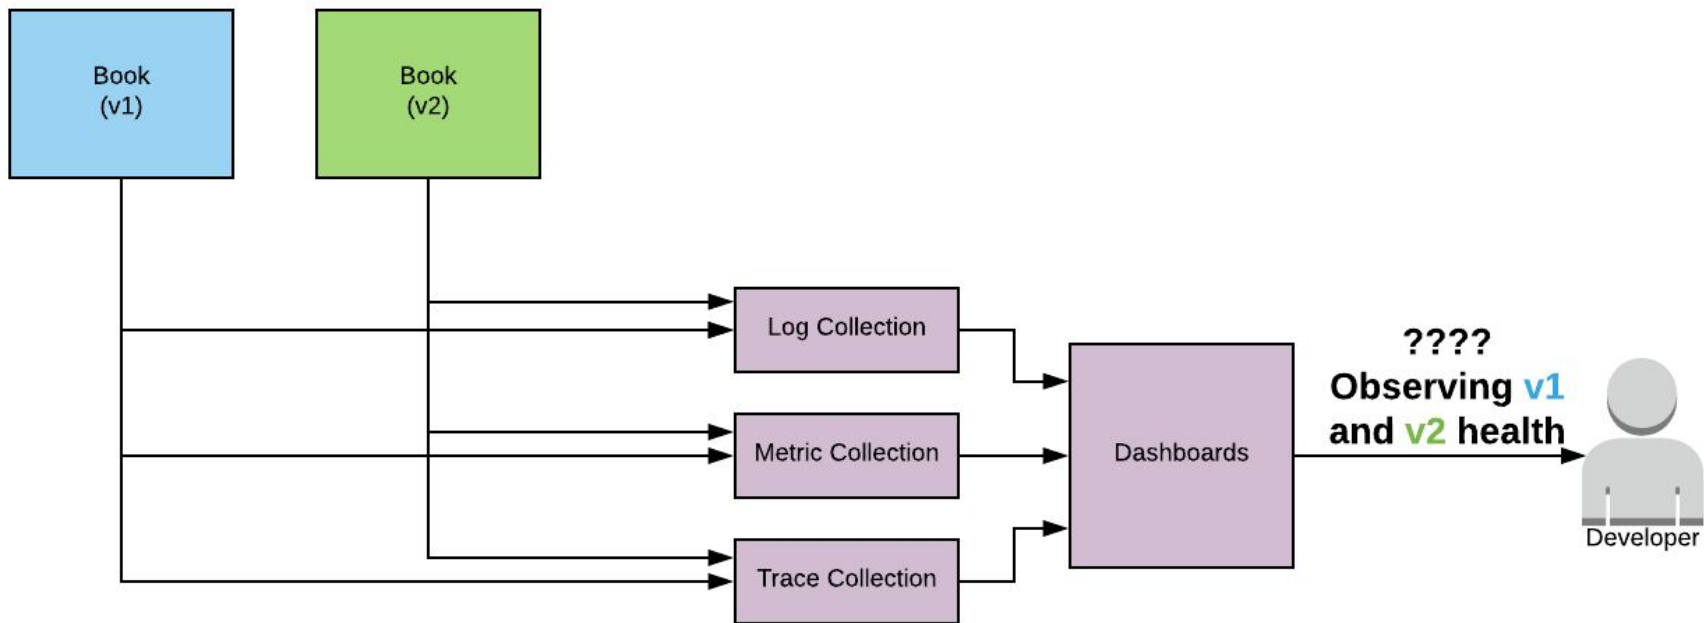 Book
(v1)
Book
(v2)
Log Collection
Metric Collection
Trace Collection
Dashboards
????
Observing v1
and v2 health
Developer